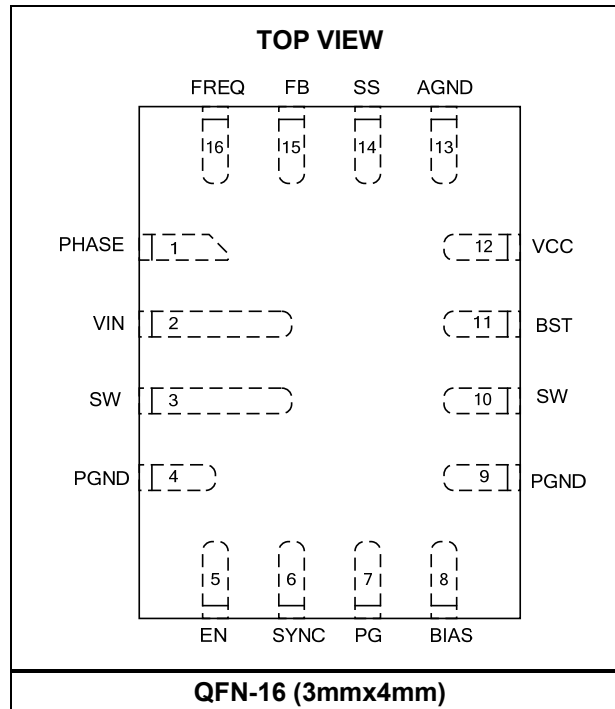 TOP VIEW
FREQ FB SS AGND
16 15 14 13
PHASE 1 12 VCC
VIN 2 11 BST
SW 3 10 SW
PGND 4 9 PGND
5 6 7 8
EN SYNC PG BIAS
QFN-16 (3mmx4mm)